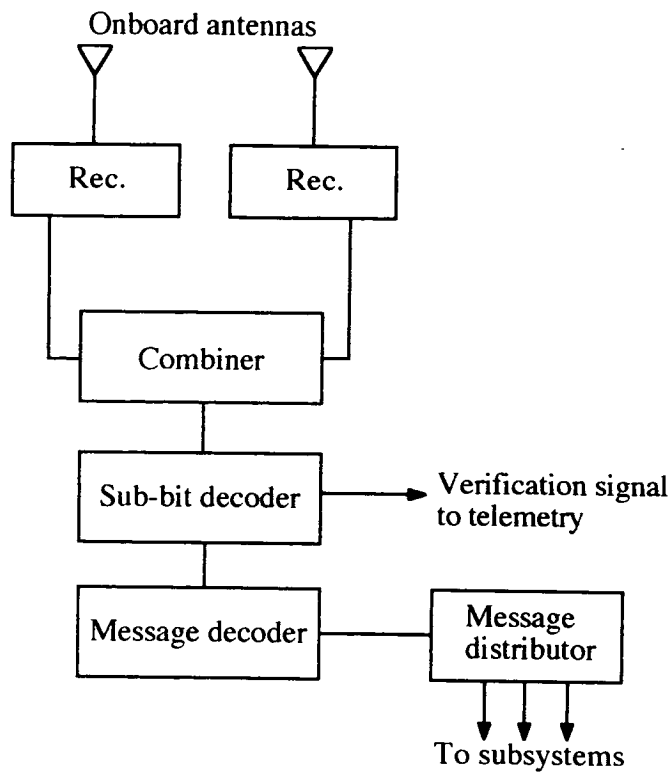 Onboard antennas
Rec.
Rec.
Combiner
Sub-bit decoder
Verification signal
to telemetry
Message decoder
Message
distributor
To subsystems